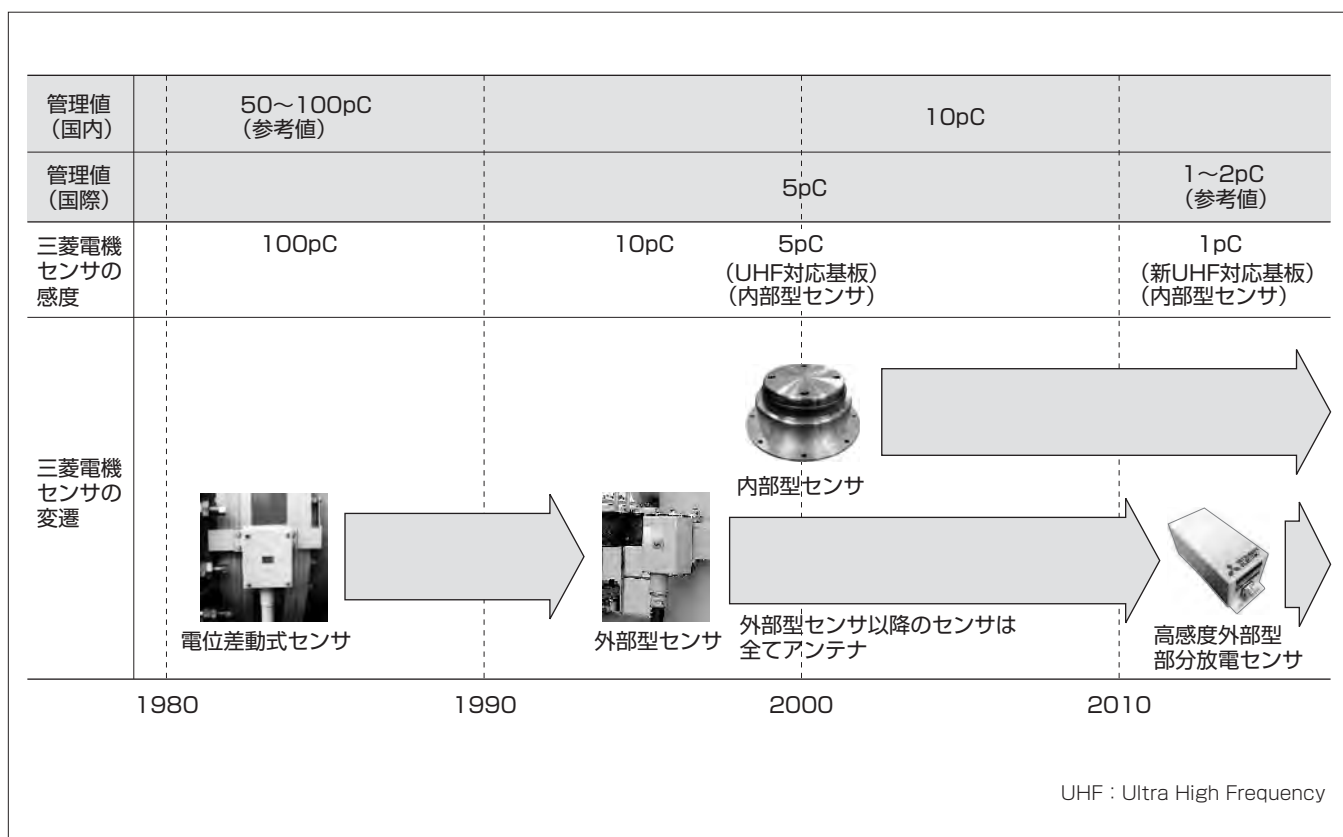 管理値
（国内）
50～100pC
（参考値）
10pC
管理値
（国際）
5pC
1～2pC
（参考値）
三菱電機
センサの
感度
100pC
10pC
5pC
（UHF対応基板）
（内部型センサ）
1pC
（新UHF対応基板）
（内部型センサ）
三菱電機
センサの
変遷
内部型センサ
電位差動式センサ
外部型センサ
外部型センサ以降のセンサは
全てアンテナ
高感度外部型
部分放電センサ
1980
1990
2000
2010
UHF：Ultra High Frequency